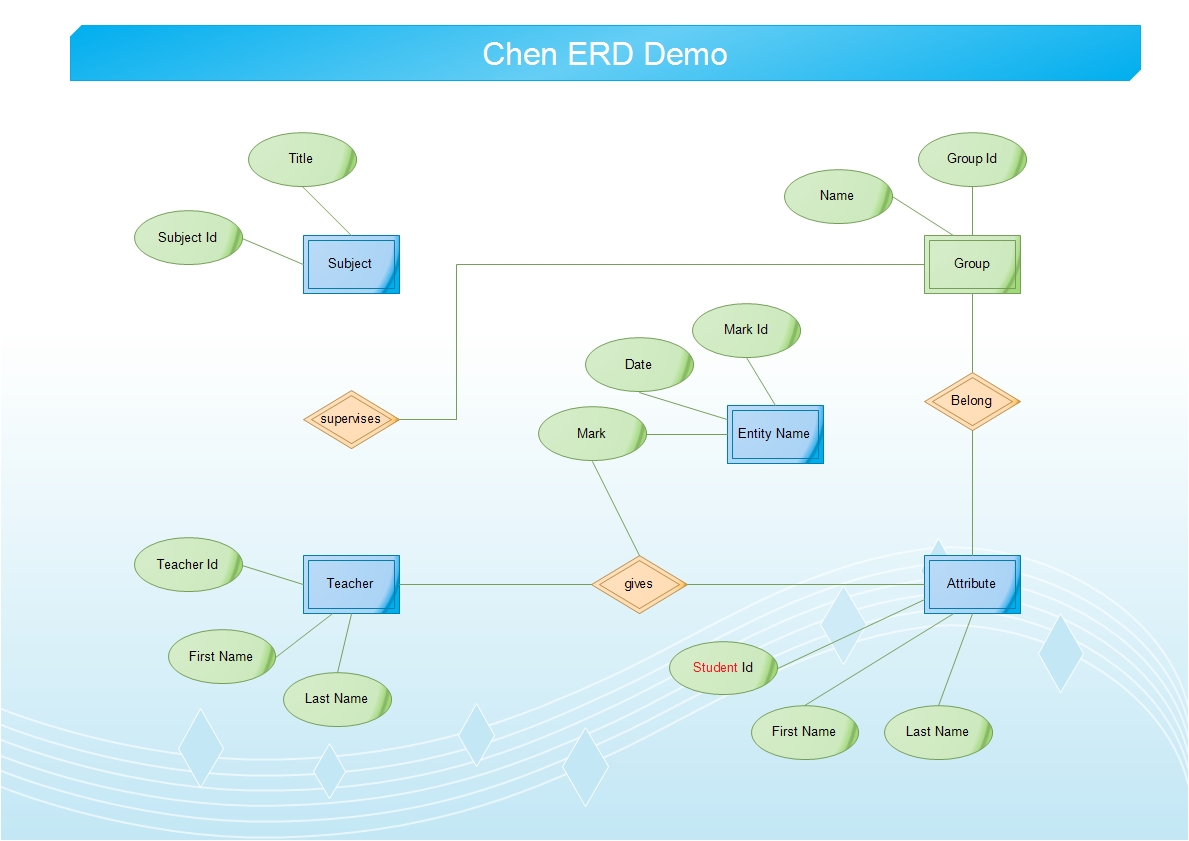 Chen ERD Demo
Title
Group Id
Name
Subject Id
Subject
Group
Mark Id
Date
Belong
supervises
Mark
Entity Name
Teacher Id
Teacher
gives
Attribute
First Name
Student Id
Last Name
First Name
Last Name